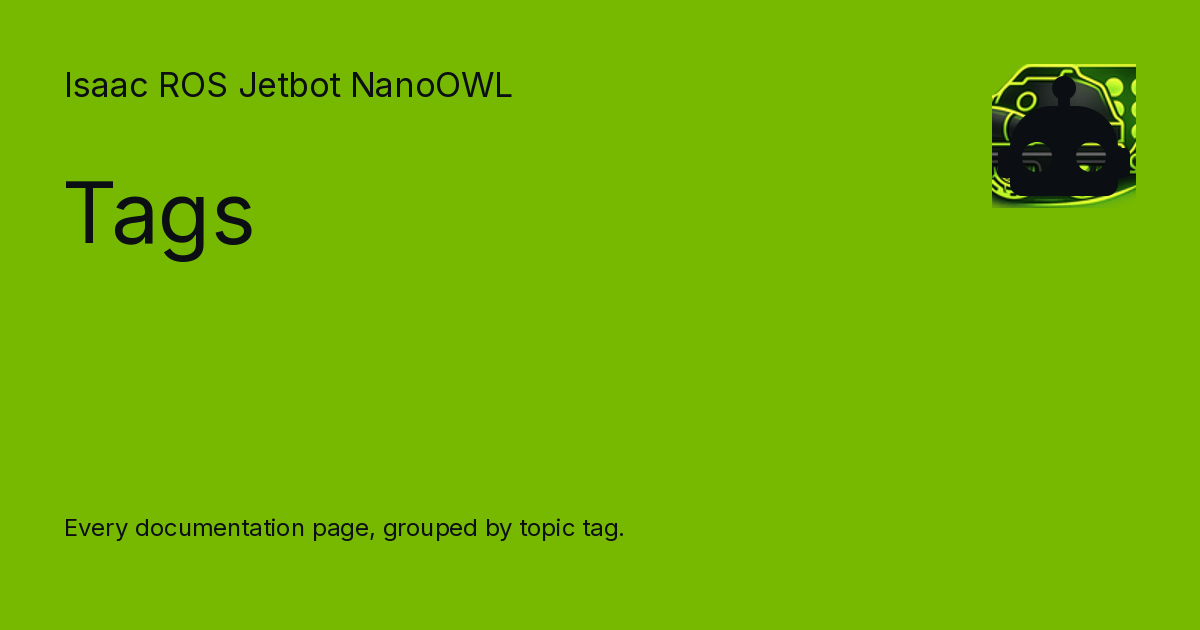 Isaac ROS Jetbot NanoOWL
Tags
Every documentation page, grouped by topic tag.